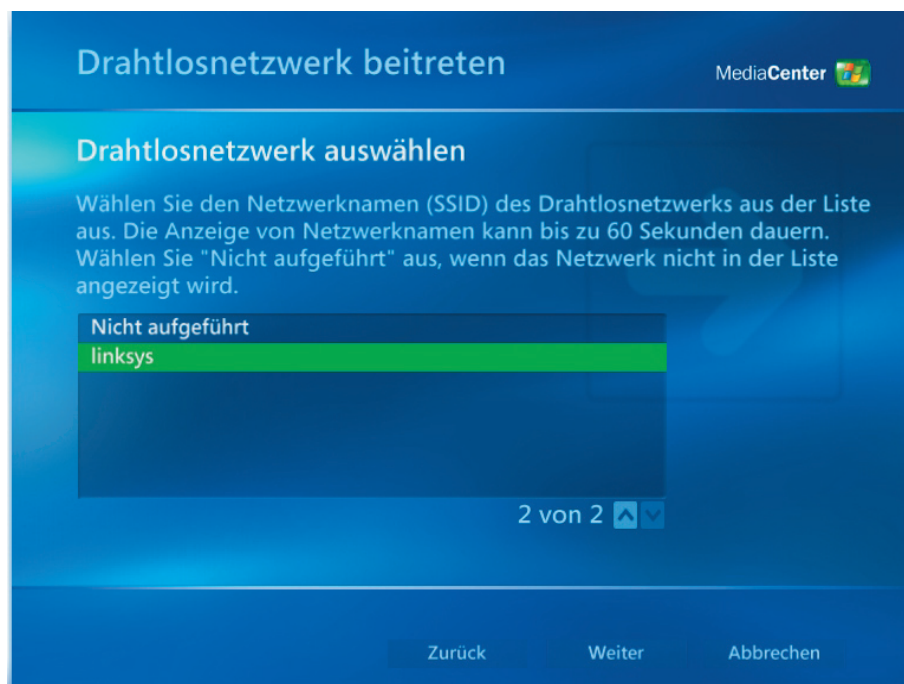 Drahtlosnetzwerk beitreten
MediaCenter
Drahtlosnetzwerk auswählen
Wählen Sie den Netzwerknamen (SSID) des Drahtlosnetzwerks aus der Liste
aus. Die Anzeige von Netzwerknamen kann bis zu 60 Sekunden dauern.
Wählen Sie "Nicht aufgeführt" aus, wenn das Netzwerk nicht in der Liste
angezeigt wird.
Nicht aufgeführt
linksys
2 von 2
Zurück Weiter Abbrechen